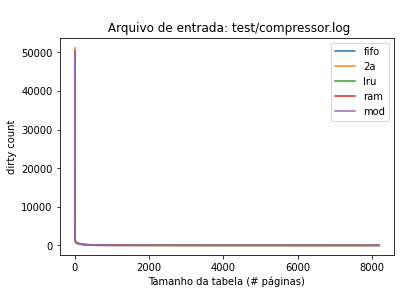 Arquivo de entrada: test/compressor.log
fifo
2a
lru
ram
mod
dirty count
50000
40000
30000
20000
10000
0
0
2000
4000
6000
8000
Tamanho da tabela (# páginas)